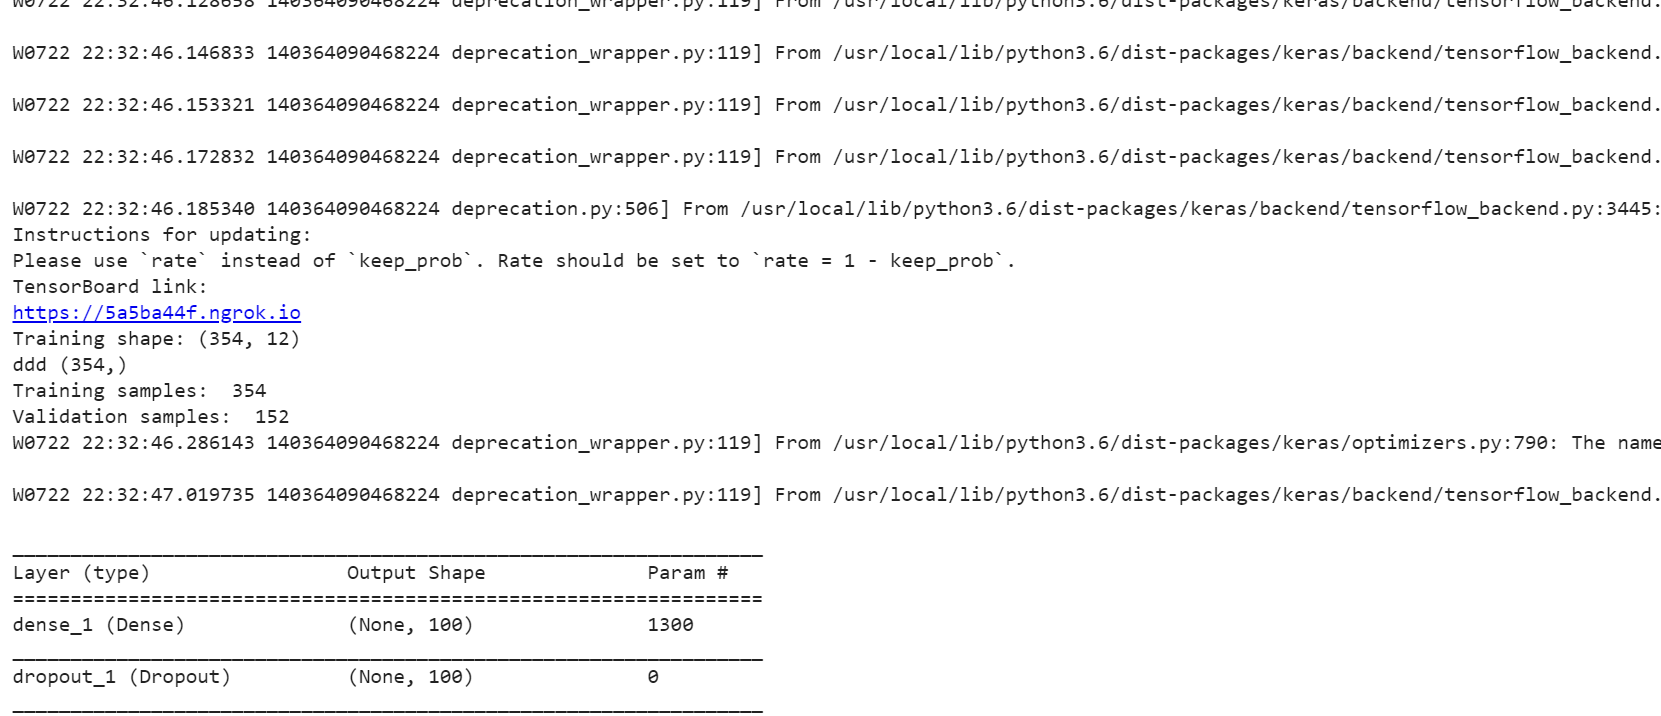 W0722 22:32:46.128658 140364090468224 deprecation_wrapper.py:119] From /usr/local/lib/python3.6/dist-packages/keras/backend/tensorflow_backend.
W0722 22:32:46.146833 140364090468224 deprecation_wrapper.py:119] From /usr/local/lib/python3.6/dist-packages/keras/backend/tensorflow_backend.
W0722 22:32:46.153321 140364090468224 deprecation_wrapper.py:119] From /usr/local/lib/python3.6/dist-packages/keras/backend/tensorflow_backend.
W0722 22:32:46.172832 140364090468224 deprecation_wrapper.py:119] From /usr/local/lib/python3.6/dist-packages/keras/backend/tensorflow_backend.
W0722 22:32:46.185340 140364090468224 deprecation.py:506] From /usr/local/lib/python3.6/dist-packages/keras/backend/tensorflow_backend.py:3445:
Instructions for updating:
Please use `rate` instead of `keep_prob`. Rate should be set to `rate = 1 - keep_prob`.
TensorBoard link:
https://5a5ba44f.ngrok.io
Training shape: (354, 12)
ddd (354,)
Training samples:  354
Validation samples:  152
W0722 22:32:46.286143 140364090468224 deprecation_wrapper.py:119] From /usr/local/lib/python3.6/dist-packages/keras/optimizers.py:790: The name
W0722 22:32:47.019735 140364090468224 deprecation_wrapper.py:119] From /usr/local/lib/python3.6/dist-packages/keras/backend/tensorflow_backend.
_________________________________________________________________
Layer (type)                 Output Shape              Param #
=================================================================
dense_1 (Dense)              (None, 100)               1300
_________________________________________________________________
dropout_1 (Dropout)          (None, 100)               0
_________________________________________________________________